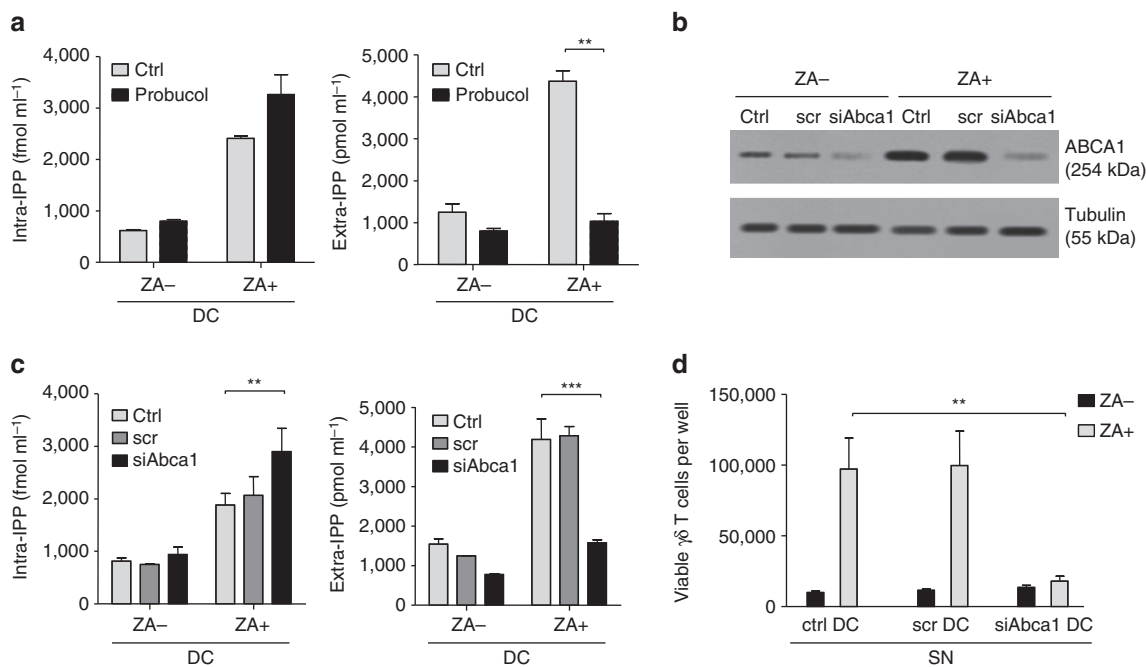 a
Intra-IPP (fmol ml⁻¹)
4,000
3,000
2,000
1,000
0
Ctrl
Probucol
ZA–
ZA+
DC
Extra-IPP (pmol ml⁻¹)
5,000
4,000
3,000
2,000
1,000
0
Ctrl
Probucol
**
ZA–
ZA+
DC
b
ZA–
ZA+
Ctrl scr siAbca1 Ctrl scr siAbca1
ABCA1
(254 kDa)
Tubulin
(55 kDa)
c
Intra-IPP (fmol ml⁻¹)
4,000
3,000
2,000
1,000
0
Ctrl
scr
siAbca1
**
ZA–
ZA+
DC
Extra-IPP (pmol ml⁻¹)
5,000
4,000
3,000
2,000
1,000
0
Ctrl
scr
siAbca1
***
ZA–
ZA+
DC
d
Viable γδ T cells per well
150,000
100,000
50,000
0
**
ZA–
ZA+
ctrl DC
scr DC
siAbca1 DC
SN